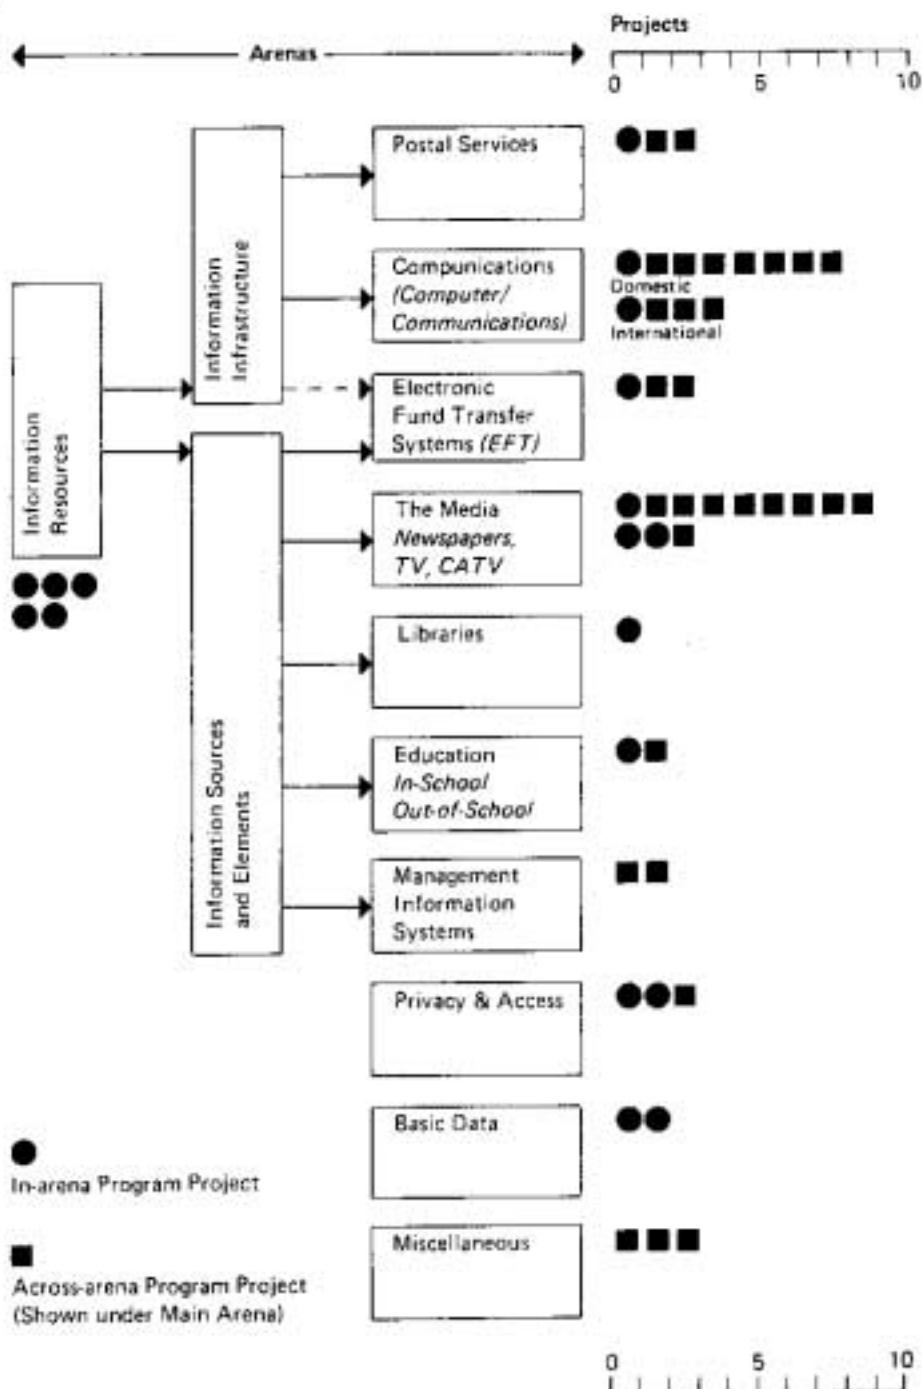 Projects
Arenas
0 5 10
Information
Resources
Information
Infrastructure
Information Sources
and Elements
Postal Services
Compunications
(Computer/
Communications)
Domestic
International
Electronic
Fund Transfer
Systems (EFT)
The Media
Newspapers,
TV, CATV
Libraries
Education
In-School
Out-of-School
Management
Information
Systems
Privacy & Access
Basic Data
Miscellaneous
In-arena Program Project
Across-arena Program Project
(Shown under Main Arena)
0 5 10